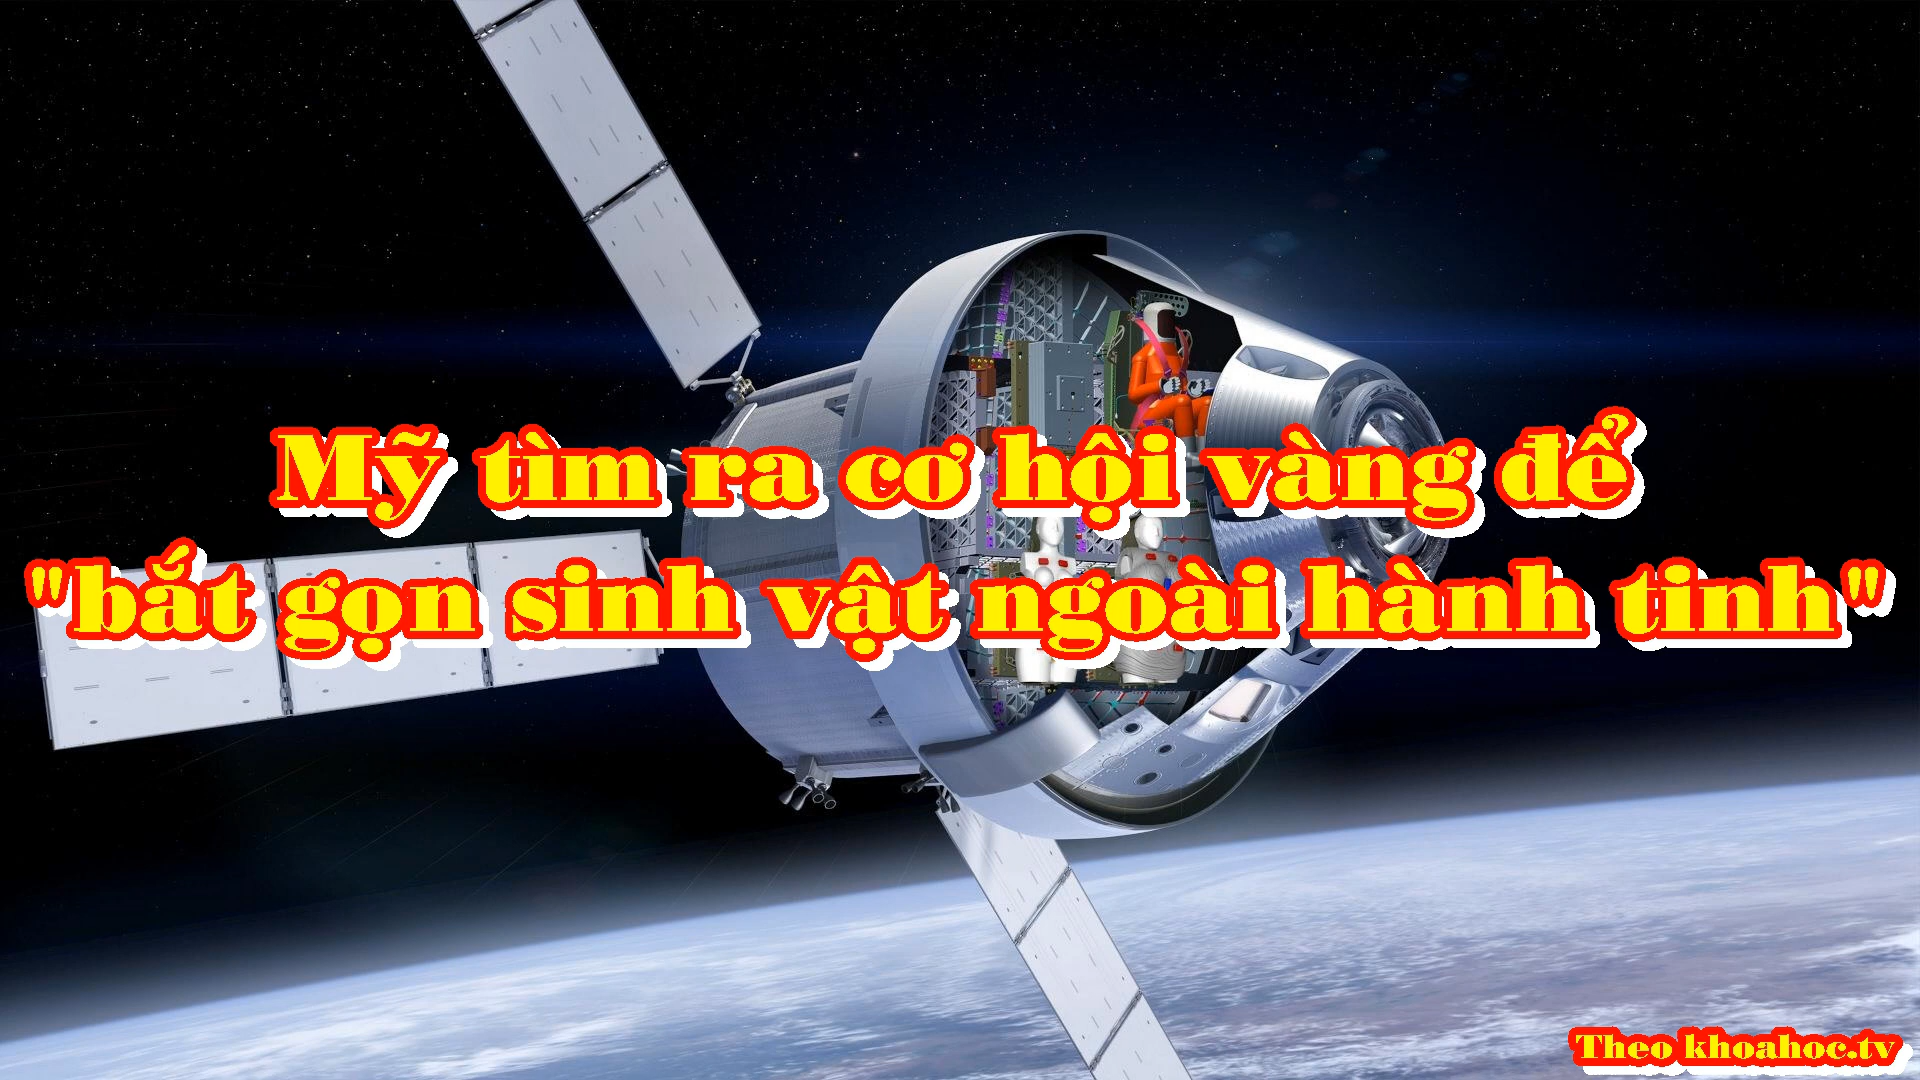 Mỹ tìm ra cơ hội vàng để
"bắt gọn sinh vật ngoài hành tinh"
Theo khoahoc.tv